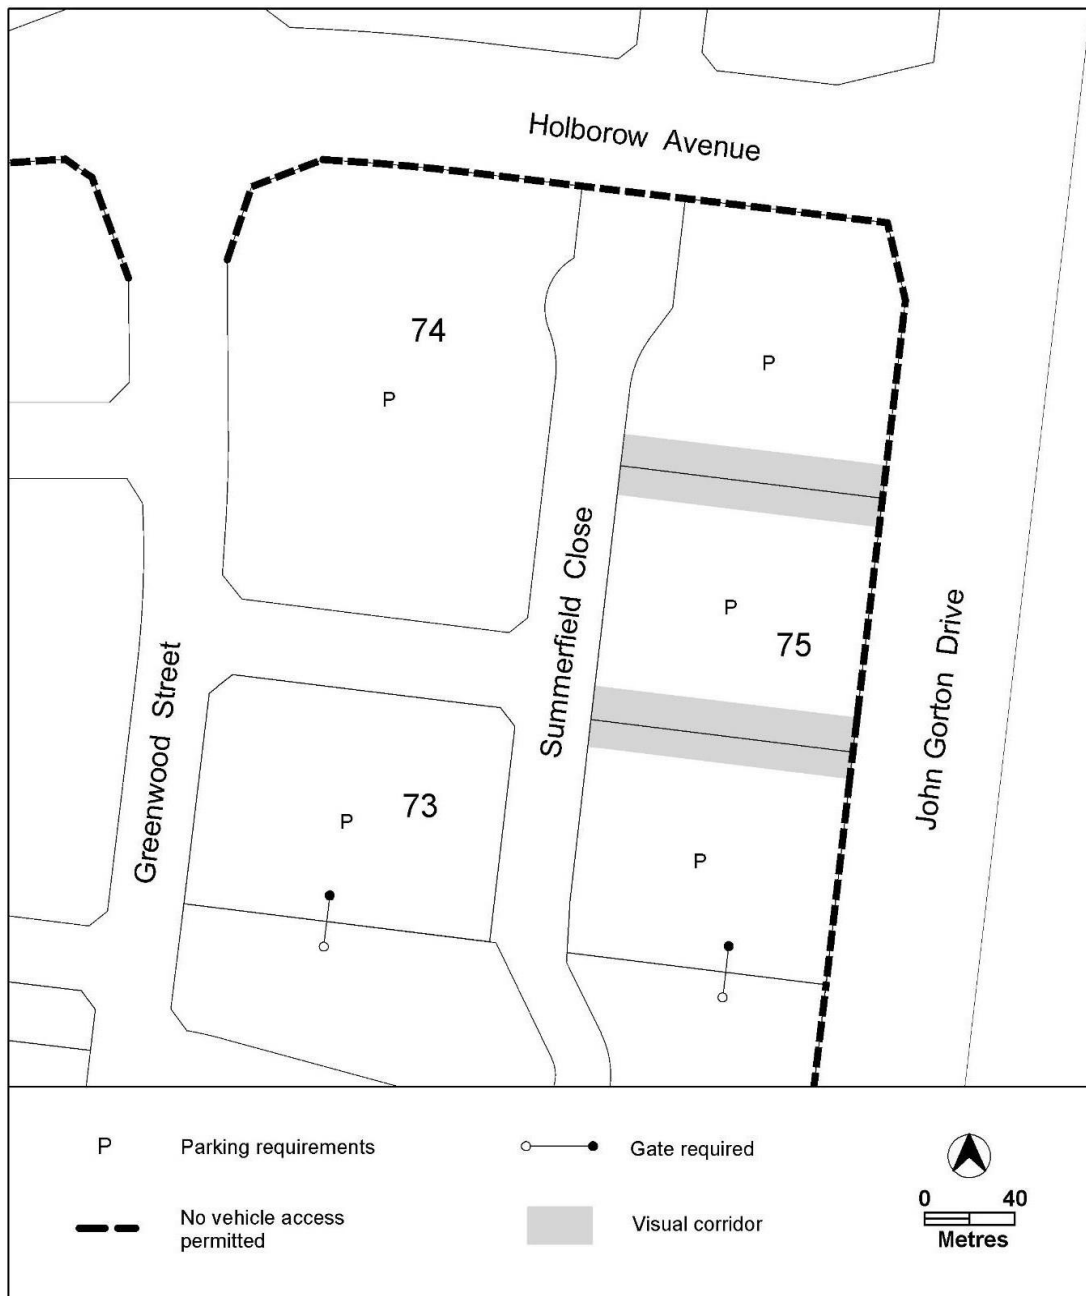 Holborow Avenue
74
P
P
Summerfield Close
P
75
John Gorton Drive
Greenwood Street
73
P
P
P Parking requirements
Gate required
No vehicle access
permitted
Visual corridor
0 40
Metres